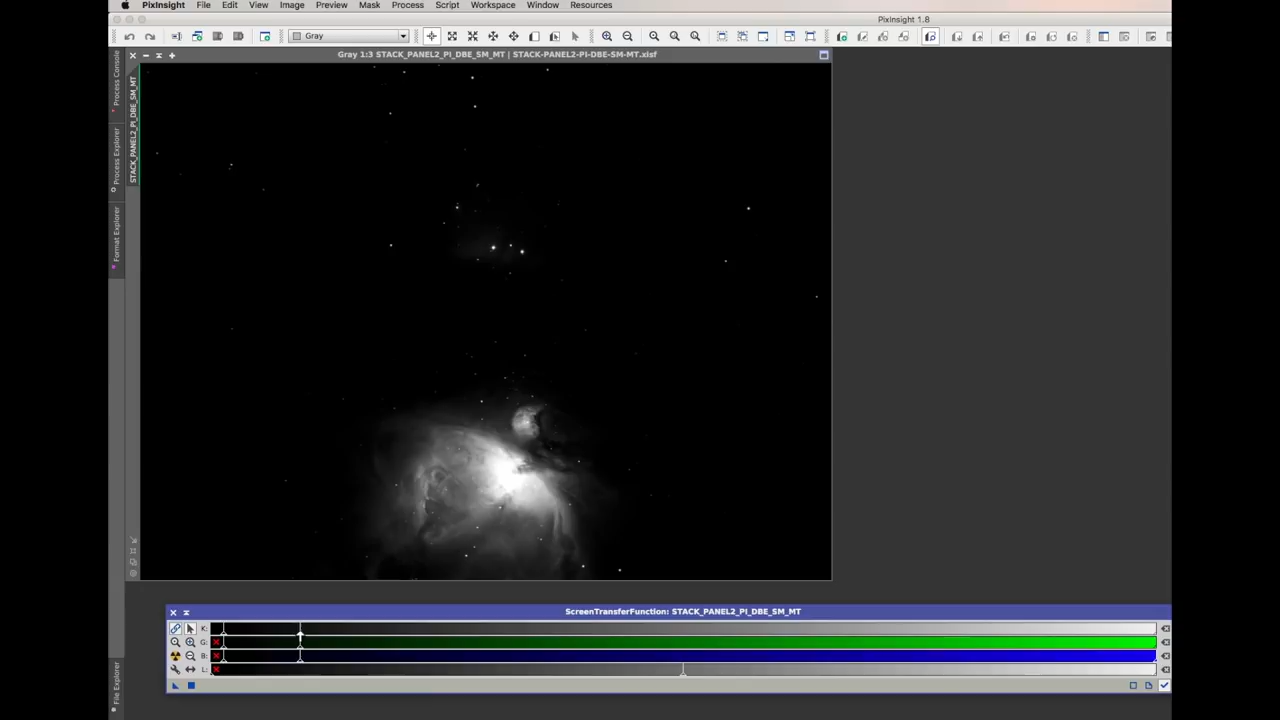 PixInsight File Edit View Image Preview Mask Process Script Workspace Window Resources
PixInsight 1.8
Gray
Gray 1:3 STACK_PANEL2_PI_DBE_SM_MT | STACK-PANEL2-PI-DBE-SM-MT.xisf
Process Console
Process Explorer
Format Explorer
File Explorer
STACK_PANEL2_PI_DBE_SM_MT
ScreenTransferFunction: STACK_PANEL2_PI_DBE_SM_MT
K:
G:
B:
L: